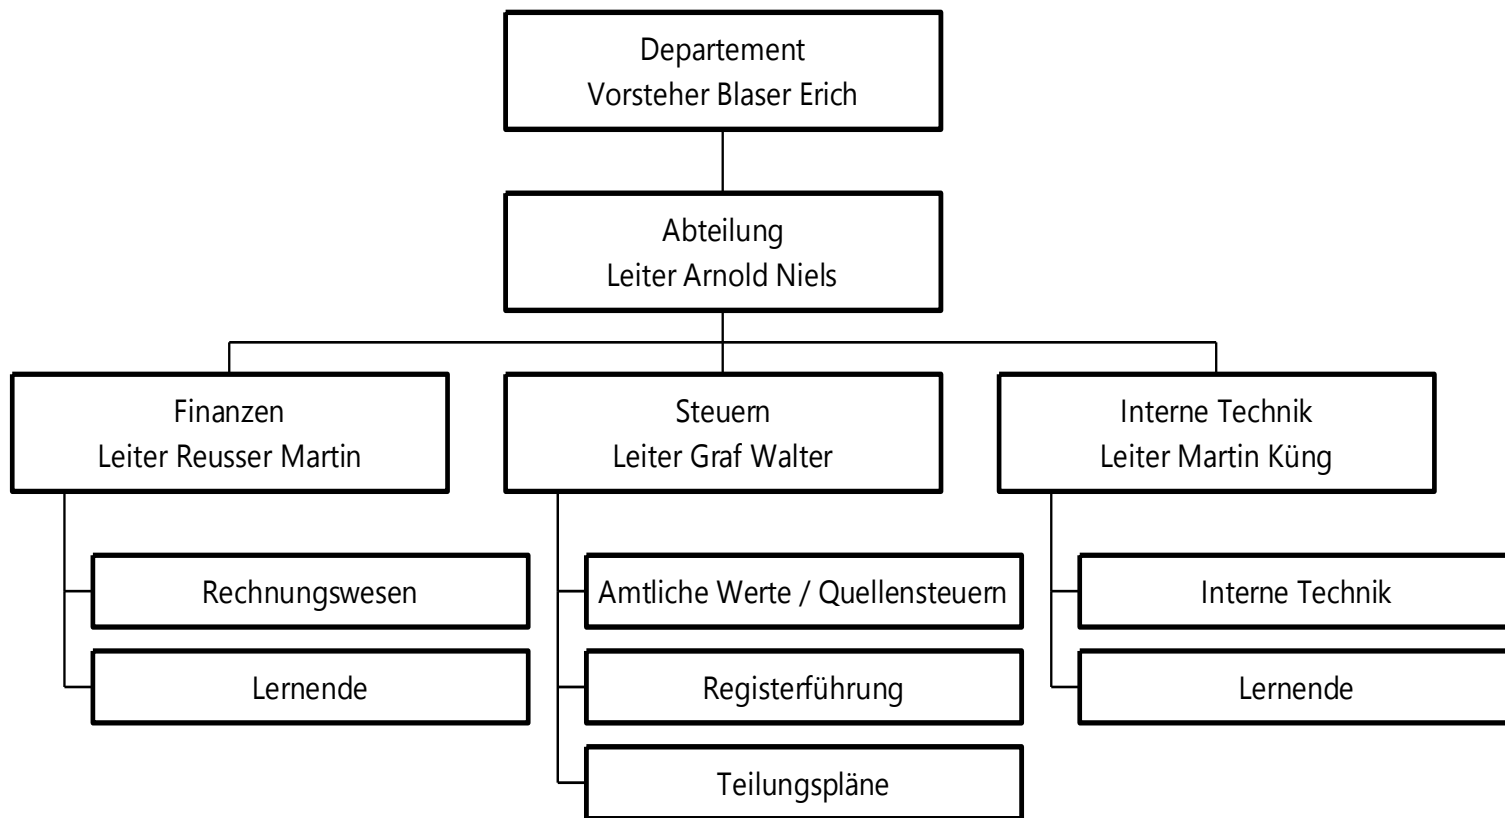 Departement
Vorsteher Blaser Erich
Abteilung
Leiter Arnold Niels
Finanzen
Leiter Reusser Martin
Steuern
Leiter Graf Walter
Interne Technik
Leiter Martin Küng
Rechnungswesen
Amtliche Werte / Quellensteuern
Interne Technik
Lernende
Registerführung
Lernende
Teilungspläne